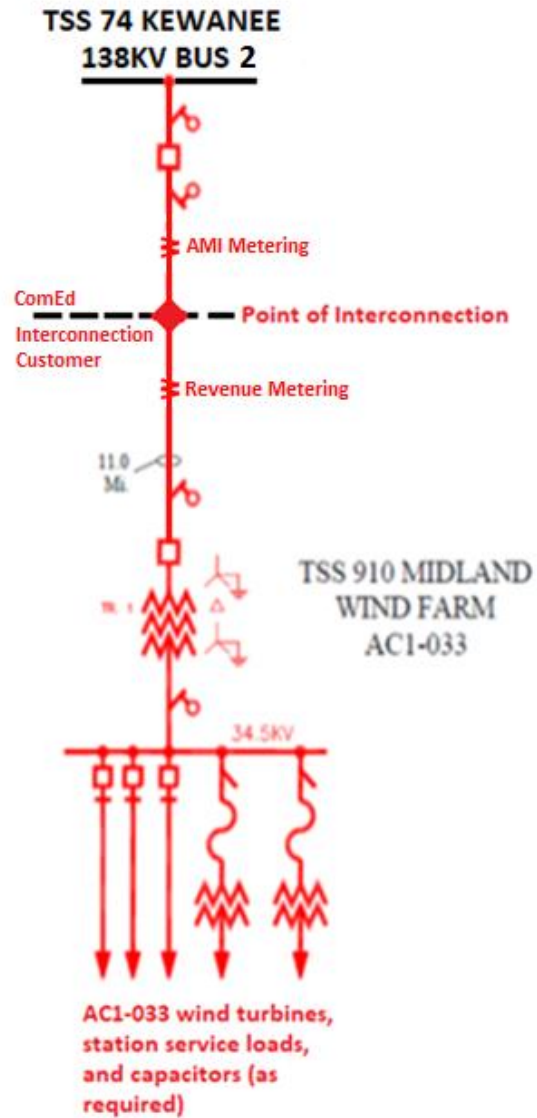 TSS 74 KEWANEE
138KV BUS 2
AMI Metering
ComEd
Point of Interconnection
Interconnection
Customer
Revenue Metering
11.0
Mi.
TSS 910 MIDLAND
WIND FARM
AC1-033
TR. 1
34.5KV
AC1-033 wind turbines,
station service loads,
and capacitors (as
required)